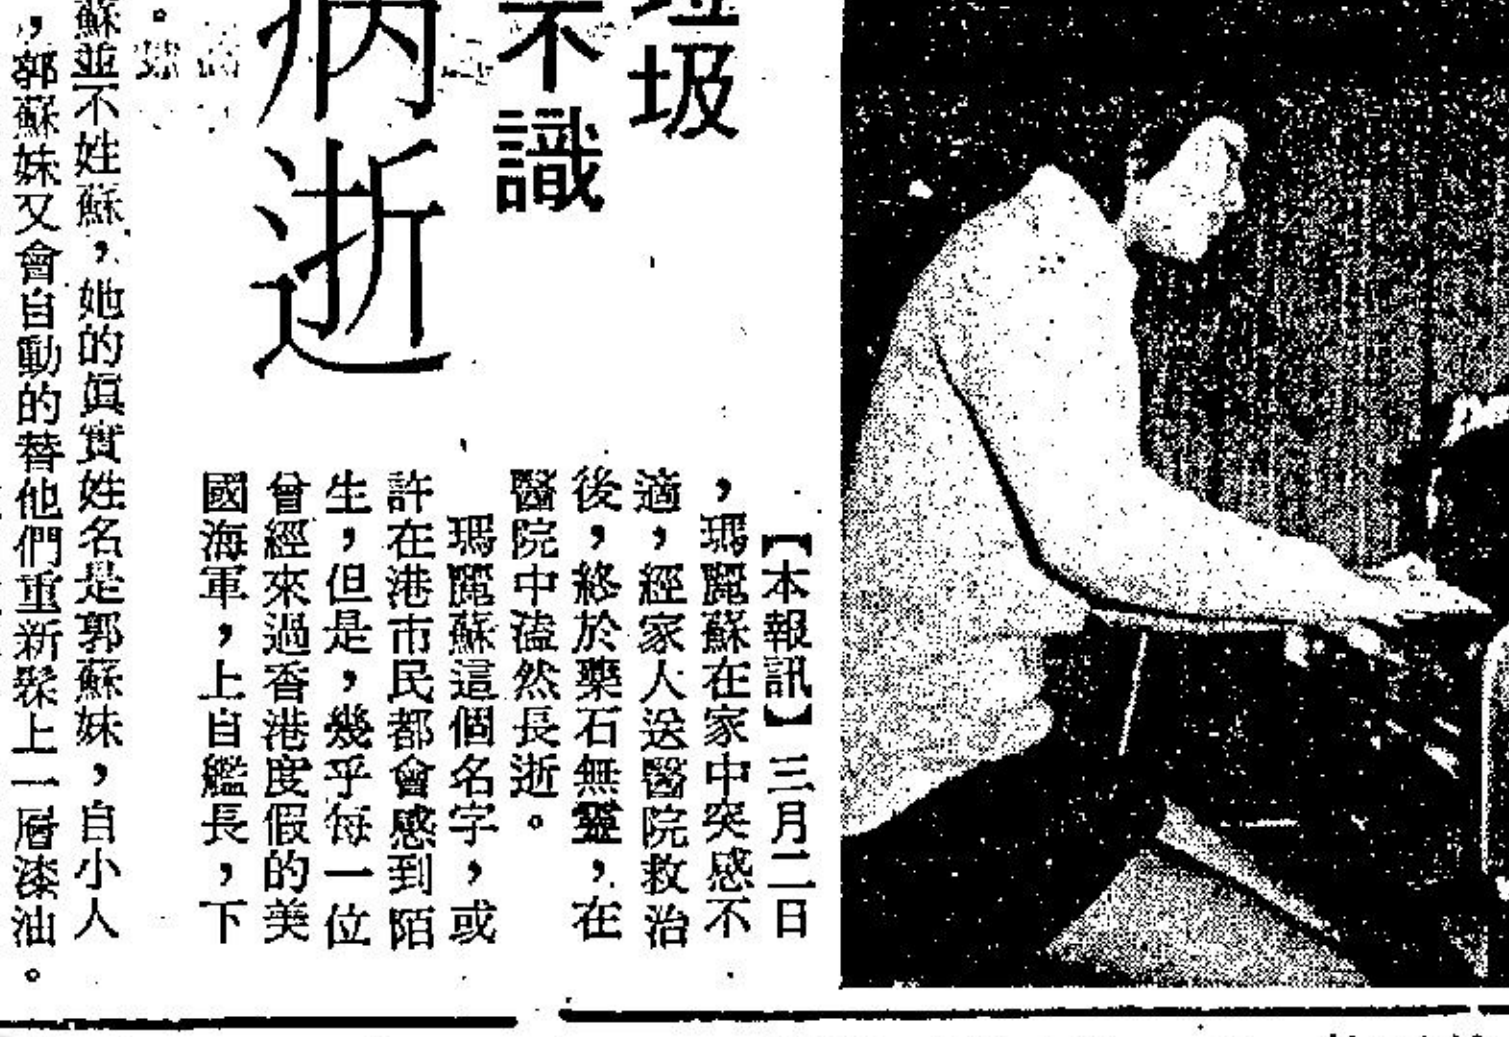 垃圾
不識
病逝
【本報訊】三月二日
，瑪麗蘇在家中突感不
適，經家人送醫院救治
後，終於藥石無靈，在
醫院中溘然長逝。
瑪麗蘇這個名字，或
許在港市民都會感到陌
生，但是，幾乎每一位
曾經來過香港度假的美
國海軍，上自艦長，下
。
蘇並不姓蘇，她的眞實姓名是郭蘇妹，自小人
，郭蘇妹又會自動的替他們重新髹上一層漆油。